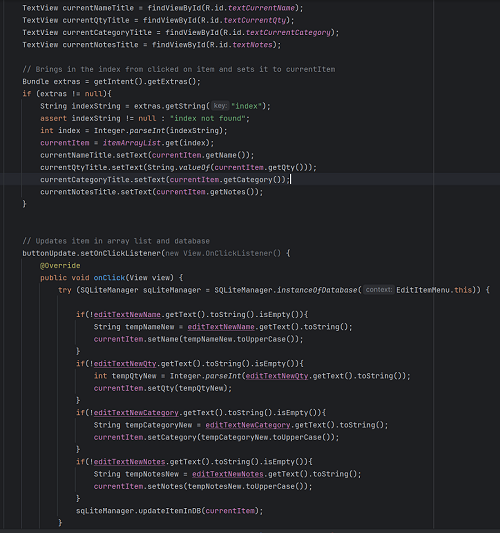 TextView currentNameTitle = findViewById(R.id.textCurrentName);
TextView currentQtyTitle = findViewById(R.id.textCurrentQty);
TextView currentCategoryTitle = findViewById(R.id.textCurrentCategory);
TextView currentNotesTitle = findViewById(R.id.textNotes);
// Brings in the index from clicked on item and sets it to currentItem
Bundle extras = getIntent().getExtras();
if (extras != null){
String indexString = extras.getString( key: "index");
assert indexString != null : "index not found";
int index = Integer.parseInt(indexString);
currentItem = itemArrayList.get(index);
currentNameTitle.setText(currentItem.getName());
currentQtyTitle.setText(String.valueOf(currentItem.getQty()));
currentCategoryTitle.setText(currentItem.getCategory());
currentNotesTitle.setText(currentItem.getNotes());
}
// Updates item in array list and database
buttonUpdate.setOnClickListener(new View.OnClickListener() {
@Override
public void onClick(View view) {
try (SQLiteManager sqLiteManager = SQLiteManager.instanceOfDatabase( context: EditItemMenu.this)) {
if(!editTextNewName.getText().toString().isEmpty()){
String tempNameNew = editTextNewName.getText().toString();
currentItem.setName(tempNameNew.toUpperCase());
}
if(!editTextNewQty.getText().toString().isEmpty()){
int tempQtyNew = Integer.parseInt(editTextNewQty.getText().toString());
currentItem.setQty(tempQtyNew);
}
if(!editTextNewCategory.getText().toString().isEmpty()){
String tempCategoryNew = editTextNewCategory.getText().toString();
currentItem.setCategory(tempCategoryNew.toUpperCase());
}
if(!editTextNewNotes.getText().toString().isEmpty()){
String tempNotesNew = editTextNewNotes.getText().toString();
currentItem.setNotes(tempNotesNew.toUpperCase());
}
sqLiteManager.updateItemInDB(currentItem);
}